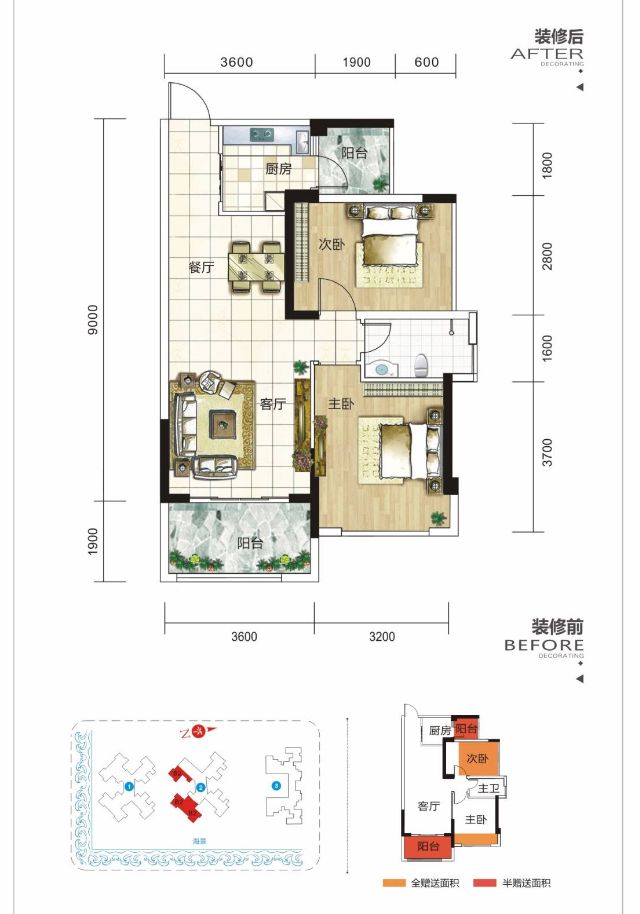 装修后
AFTER
DECORATING
3600 1900 600
厨房
阳台
1800
次卧
2800
餐厅
9000
1600
客厅
主卧
3700
阳台
1900
3600 3200
装修前
BEFORE
DECORATING
N
B2
1
2
3
B2
B2
海景
厨房
阳台
次卧
主卫
客厅
主卧
阳台
全赠送面积
半赠送面积